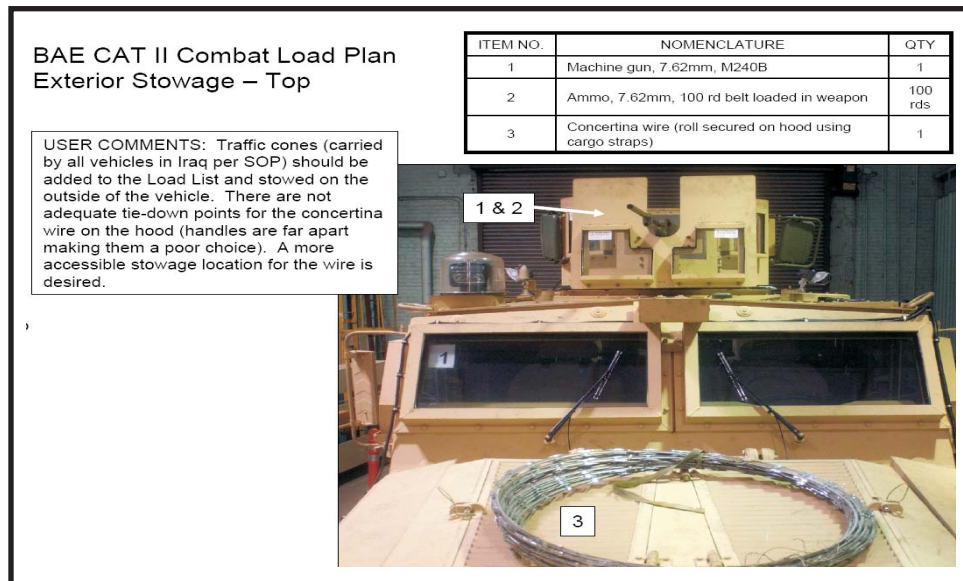 BAE CAT II Combat Load Plan
Exterior Stowage – Top
ITEM NO. NOMENCLATURE QTY
1 Machine gun, 7.62mm, M240B 1
2 Ammo, 7.62mm, 100 rd belt loaded in weapon 100 rds
3 Concertina wire (roll secured on hood using
cargo straps) 1
USER COMMENTS: Traffic cones (carried
by all vehicles in Iraq per SOP) should be
added to the Load List and stowed on the
outside of the vehicle. There are not
adequate tie-down points for the concertina
wire on the hood (handles are far apart
making them a poor choice). A more
accessible stowage location for the wire is
desired.
1 & 2
1
3